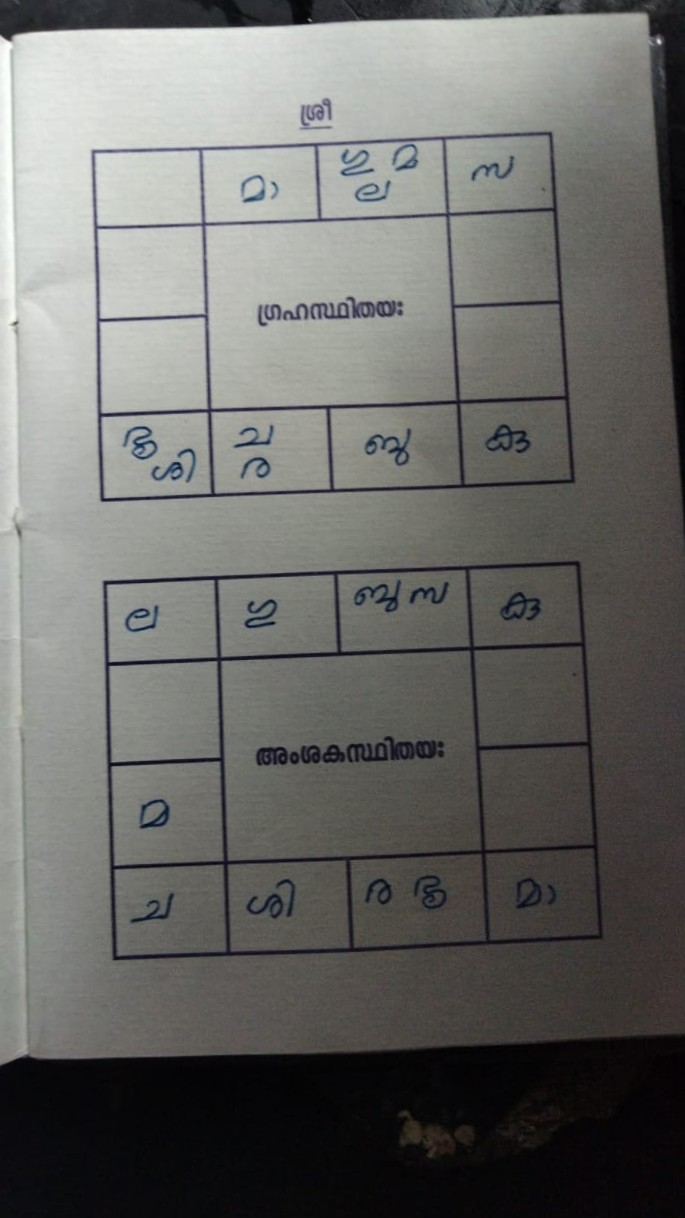 ശ്രീ
മാ ഗു മ സ
ല
ഗ്രഹസ്ഥിതയഃ
ച ബു കു
ശി ര
ല ഗു ബു സ കു
അംശകസ്ഥിതയഃ
മ
ച ശി ര മാ